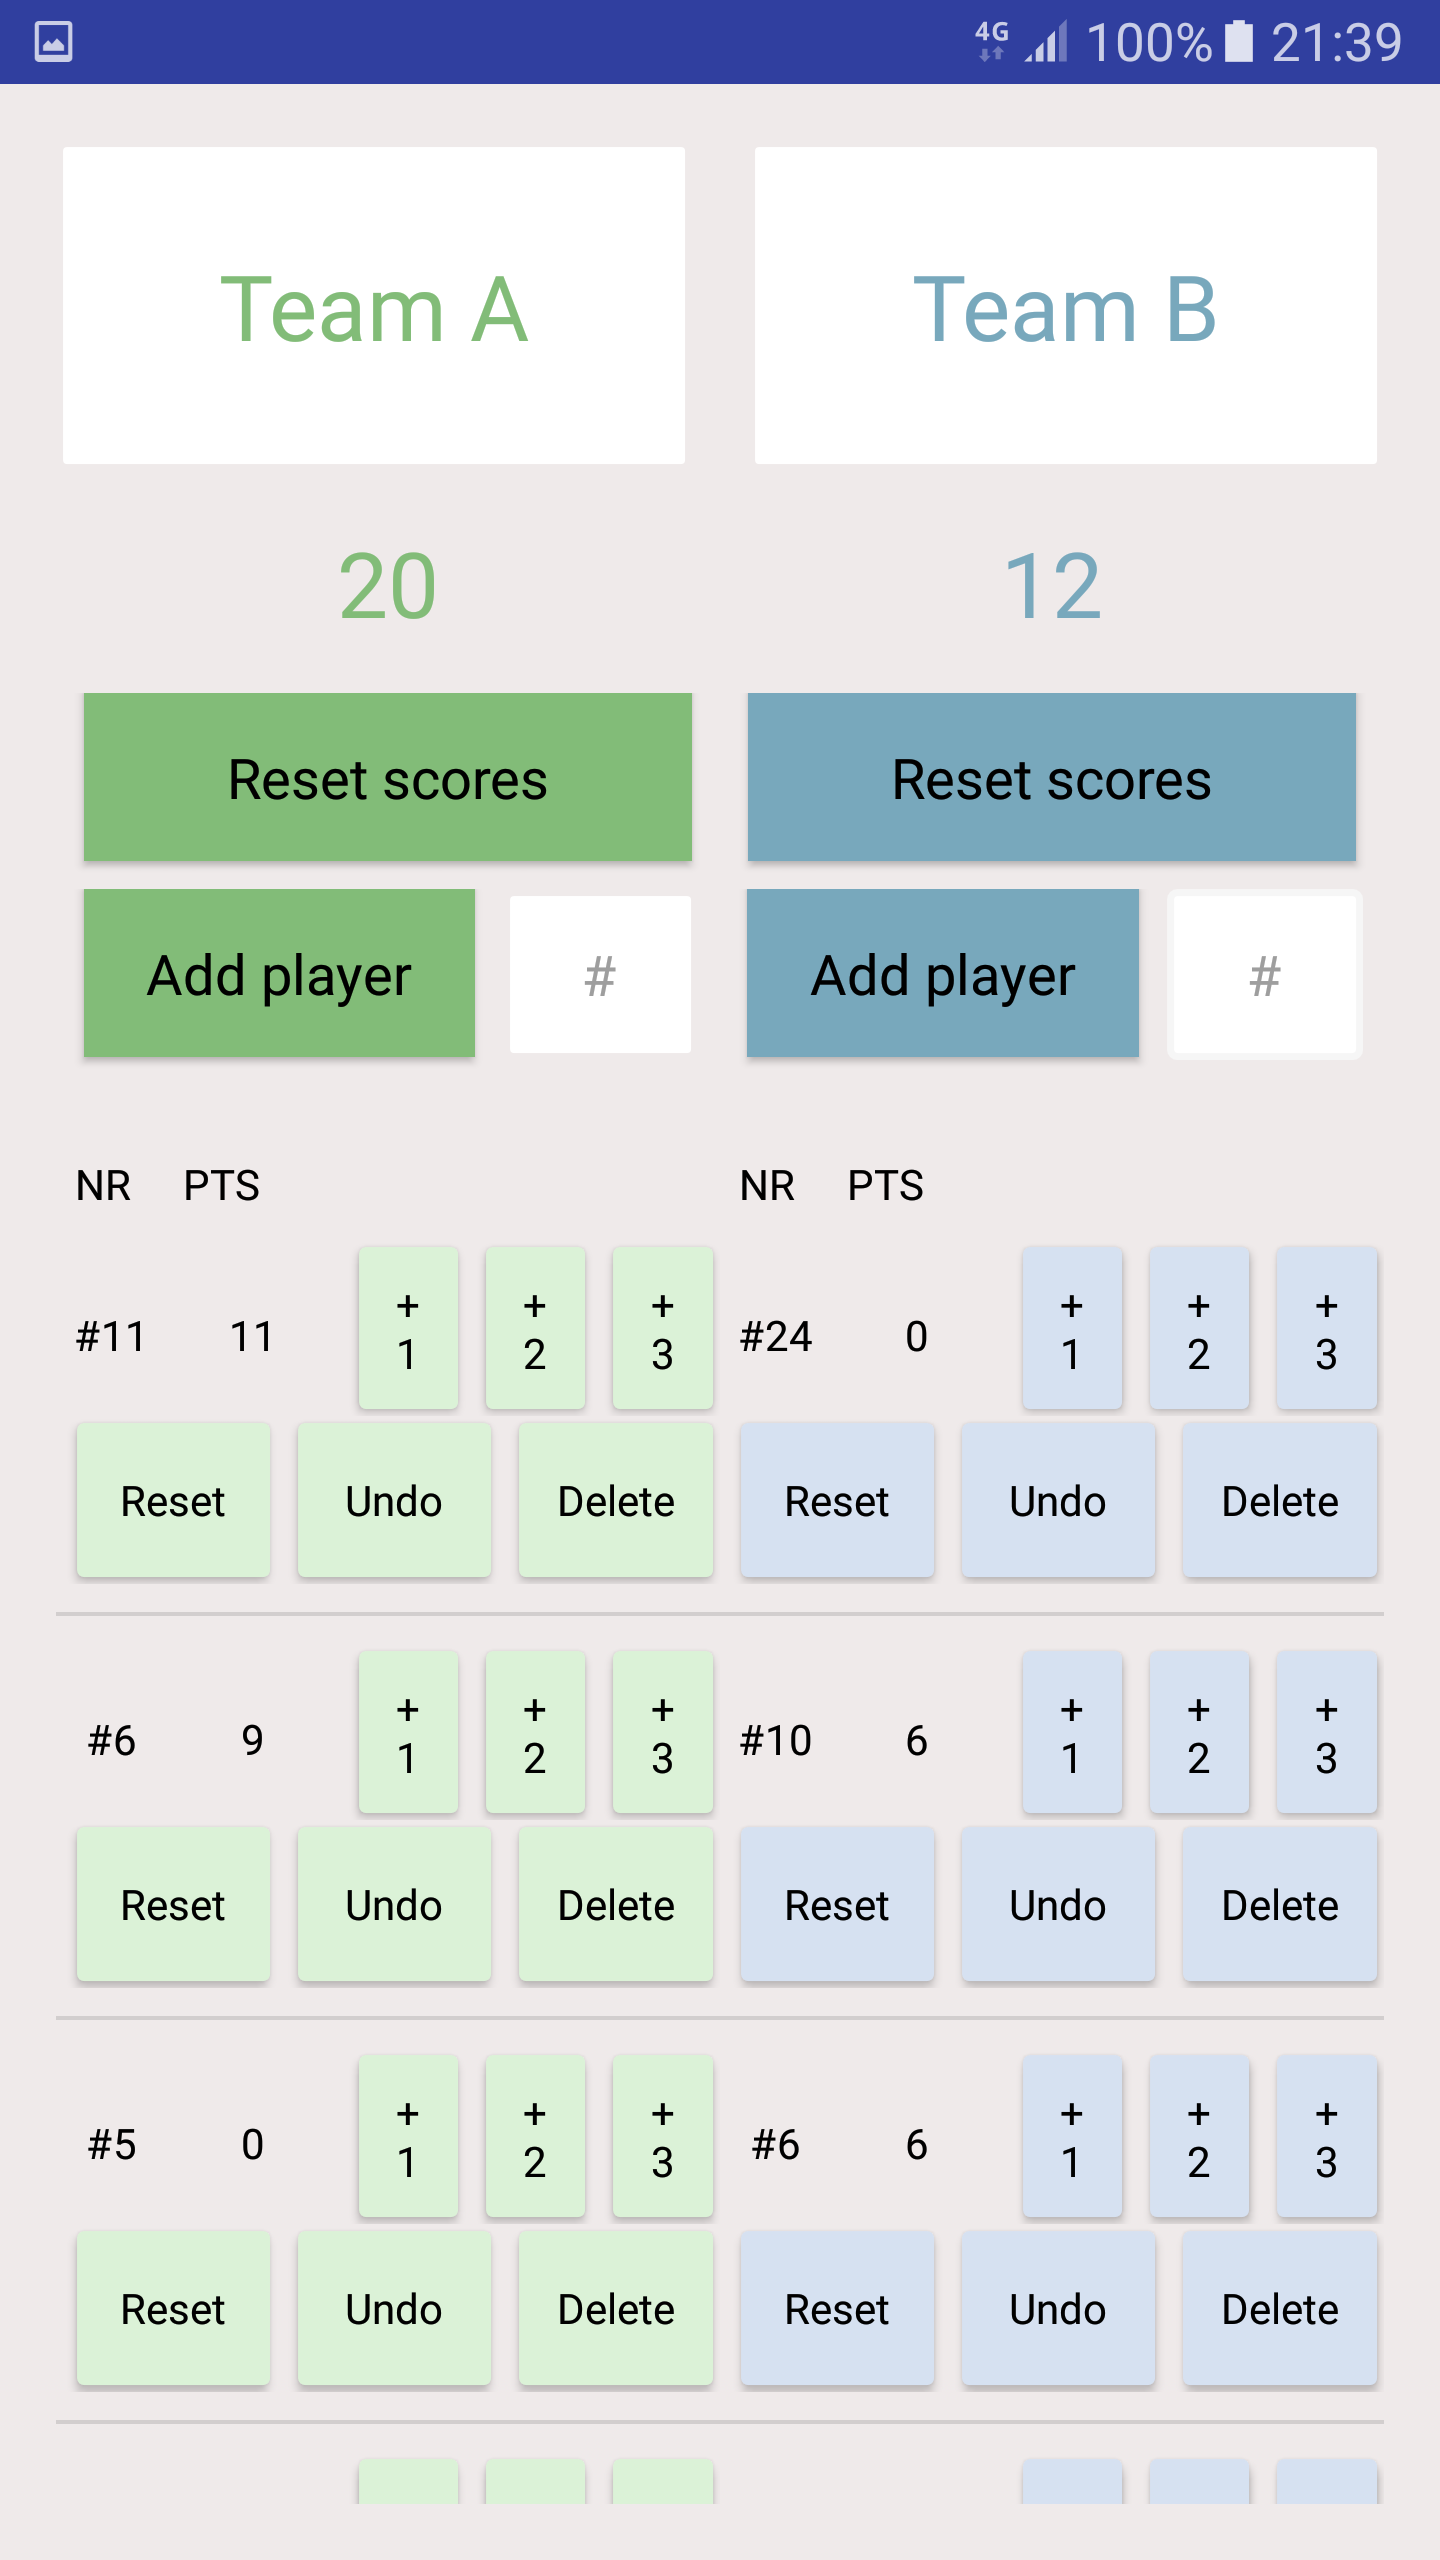 4G 100% 21:39
Team A Team B
20 12
Reset scores Reset scores
Add player # Add player #
NR PTS NR PTS
#11 11 + 1 + 2 + 3 #24 0 + 1 + 2 + 3
Reset Undo Delete Reset Undo Delete
#6 9 + 1 + 2 + 3 #10 6 + 1 + 2 + 3
Reset Undo Delete Reset Undo Delete
#5 0 + 1 + 2 + 3 #6 6 + 1 + 2 + 3
Reset Undo Delete Reset Undo Delete